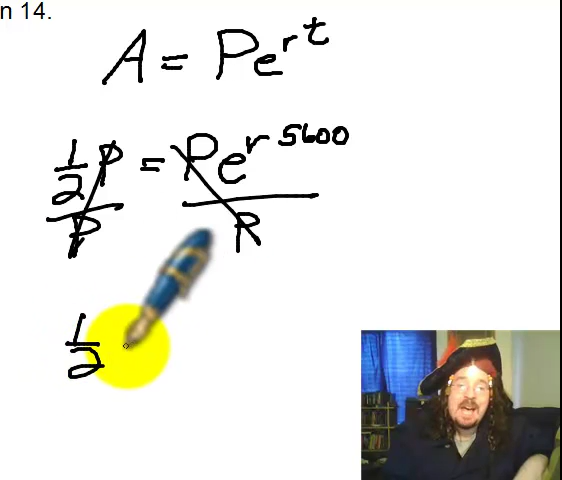 n 14.
A = Pe^rt
1/2 P = Pe^r 5600
P P
1/2